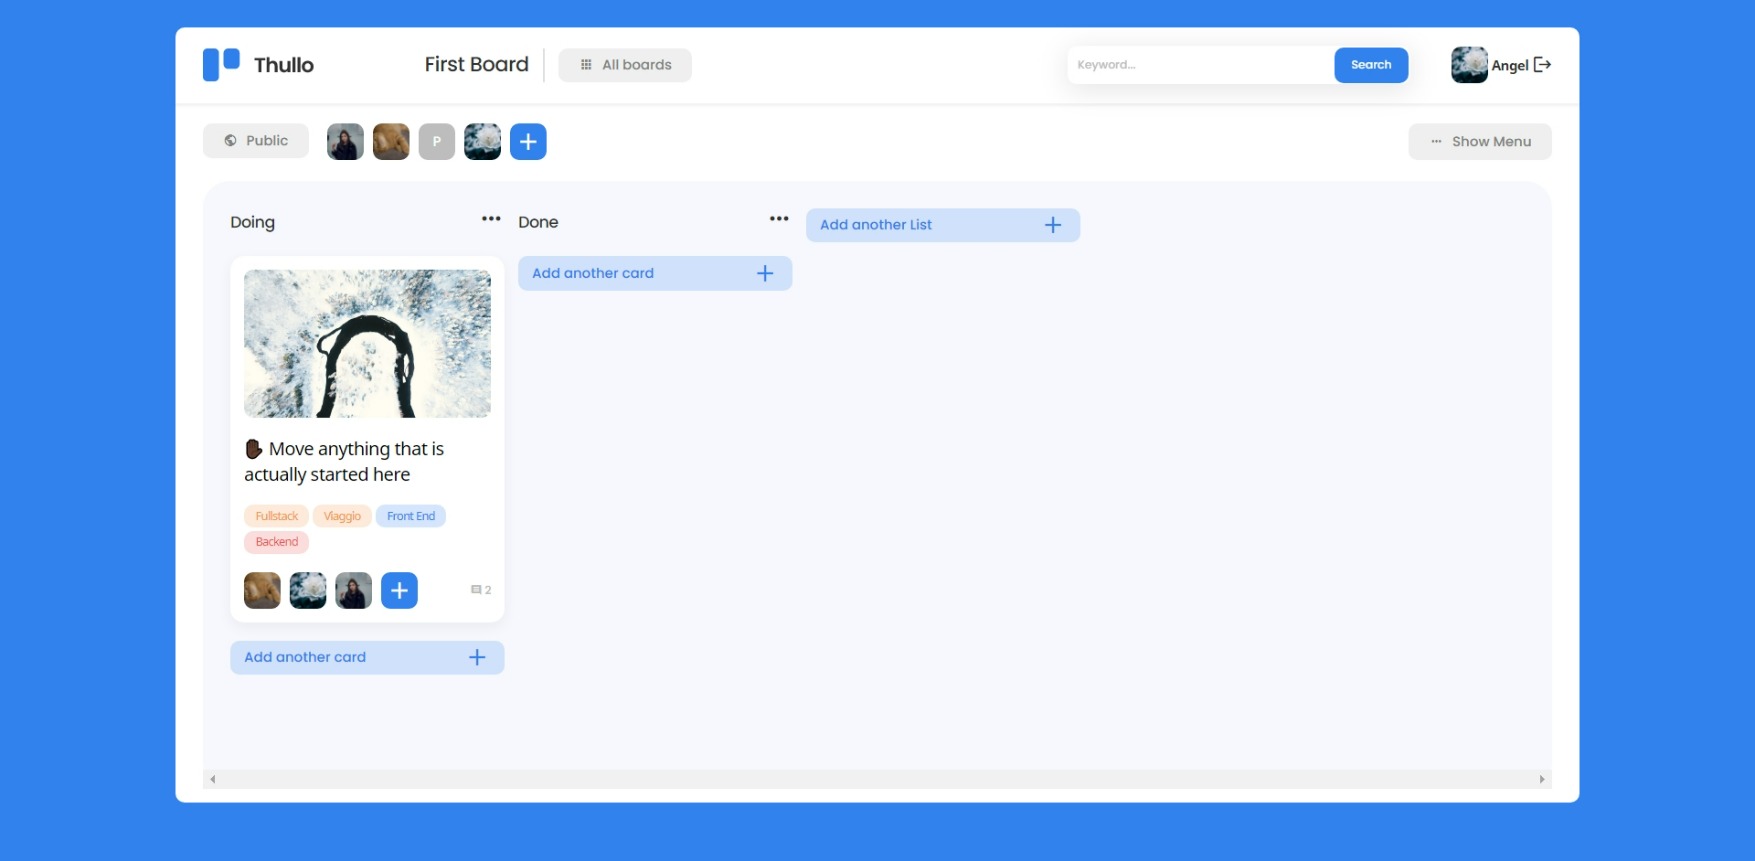 Thullo
First Board
All boards
Keyword...
Search
Angel
Public
P
Show Menu
Doing
Done
Add another List
Add another card
✋🏿 Move anything that is
actually started here
Fullstack Viaggio Front End
Backend
2
Add another card